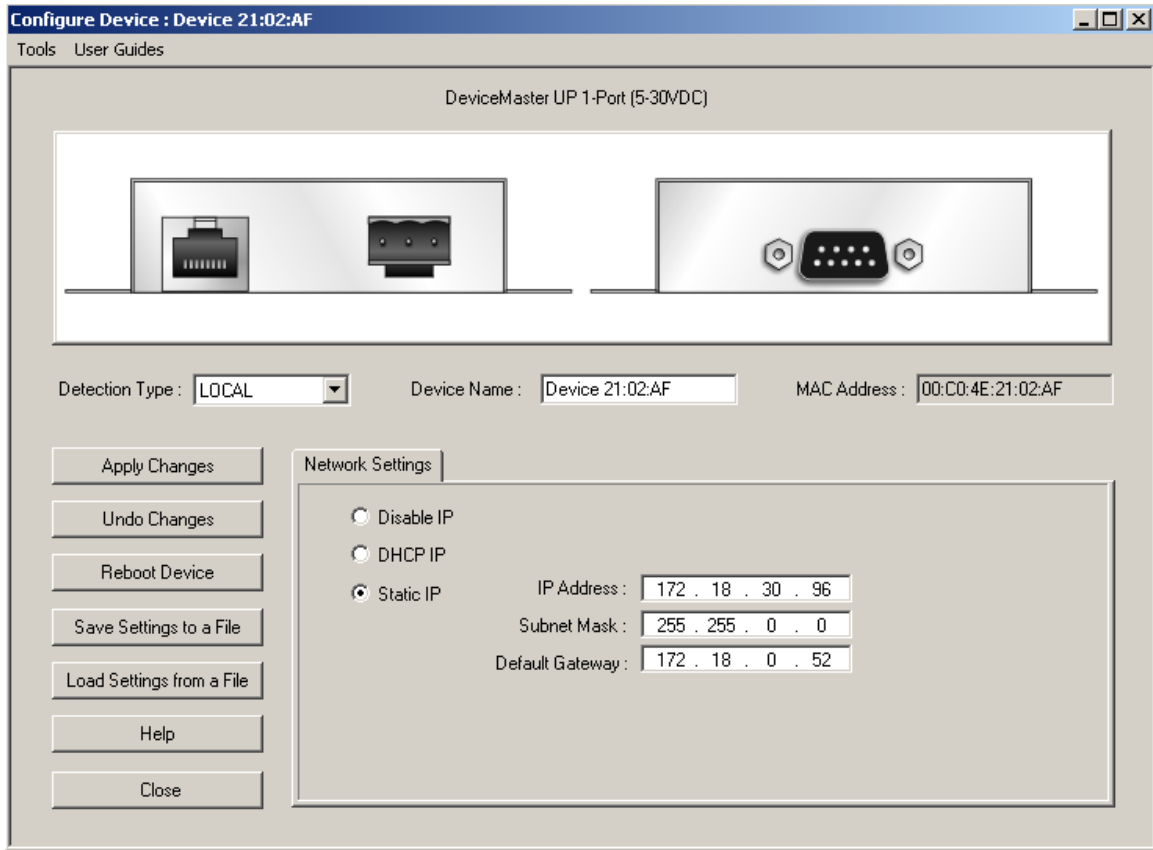 Configure Device : Device 21:02:AF
Tools User Guides
DeviceMaster UP 1-Port (5-30VDC)
Detection Type : LOCAL Device Name : Device 21:02:AF MAC Address : 00:C0:4E:21:02:AF
Apply Changes
Undo Changes
Reboot Device
Save Settings to a File
Load Settings from a File
Help
Close
Network Settings
Disable IP
DHCP IP
Static IP
IP Address : 172 . 18 . 30 . 96
Subnet Mask : 255 . 255 . 0 . 0
Default Gateway : 172 . 18 . 0 . 52